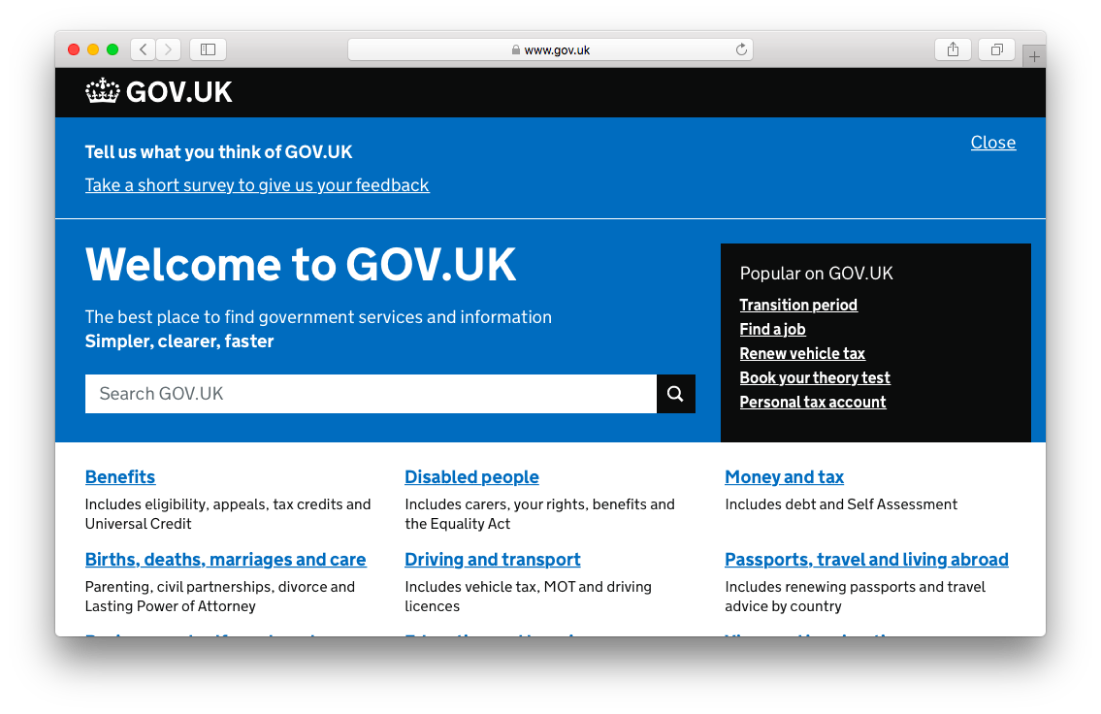 www.gov.uk
GOV.UK
Tell us what you think of GOV.UK
Close
Take a short survey to give us your feedback
Welcome to GOV.UK
The best place to find government services and information
Simpler, clearer, faster
Search GOV.UK
Popular on GOV.UK
Transition period
Find a job
Renew vehicle tax
Book your theory test
Personal tax account
Benefits
Includes eligibility, appeals, tax credits and
Universal Credit
Disabled people
Includes carers, your rights, benefits and
the Equality Act
Money and tax
Includes debt and Self Assessment
Births, deaths, marriages and care
Parenting, civil partnerships, divorce and
Lasting Power of Attorney
Driving and transport
Includes vehicle tax, MOT and driving
licences
Passports, travel and living abroad
Includes renewing passports and travel
advice by country